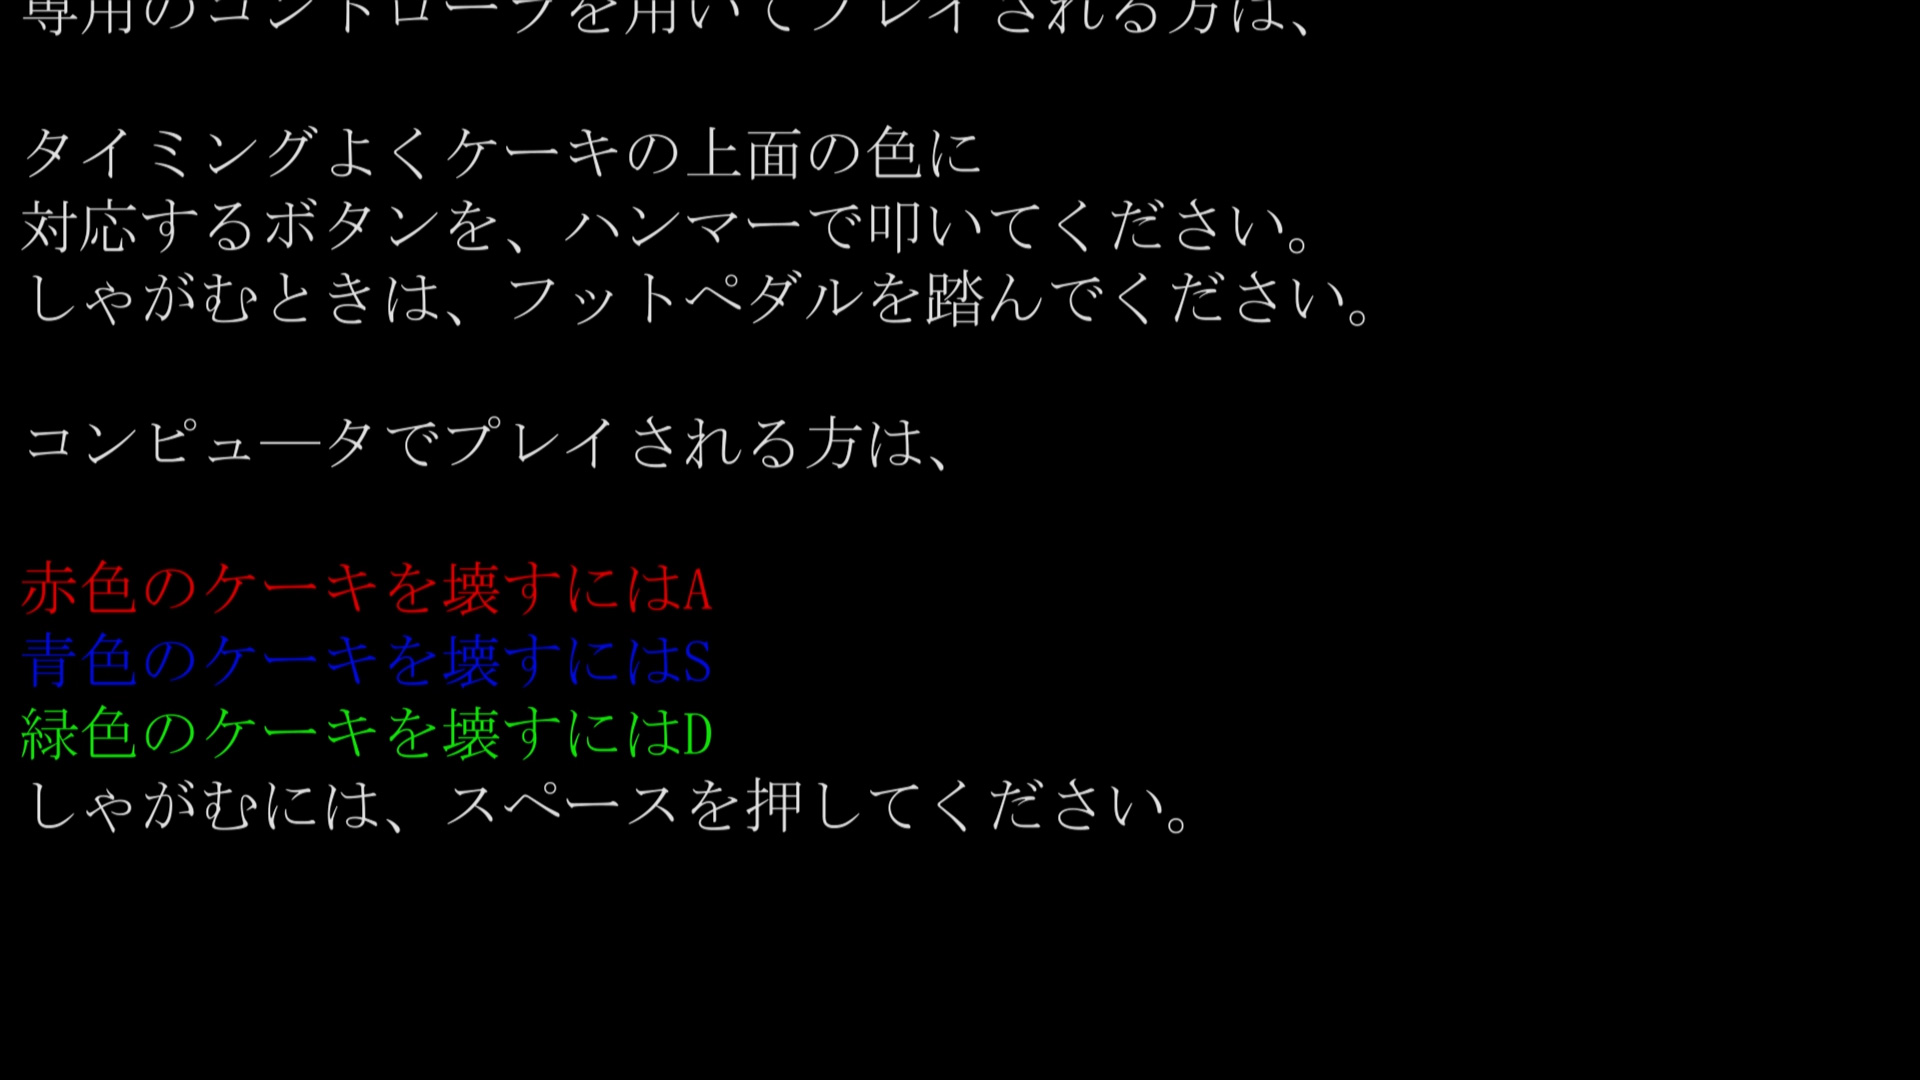 専用のコントローラを用いてプレイされる方は、
タイミングよくケーキの上面の色に
対応するボタンを、ハンマーで叩いてください。
しゃがむときは、フットペダルを踏んでください。
コンピュ―タでプレイされる方は、
赤色のケーキを壊すにはA
青色のケーキを壊すにはS
緑色のケーキを壊すにはD
しゃがむには、スペースを押してください。